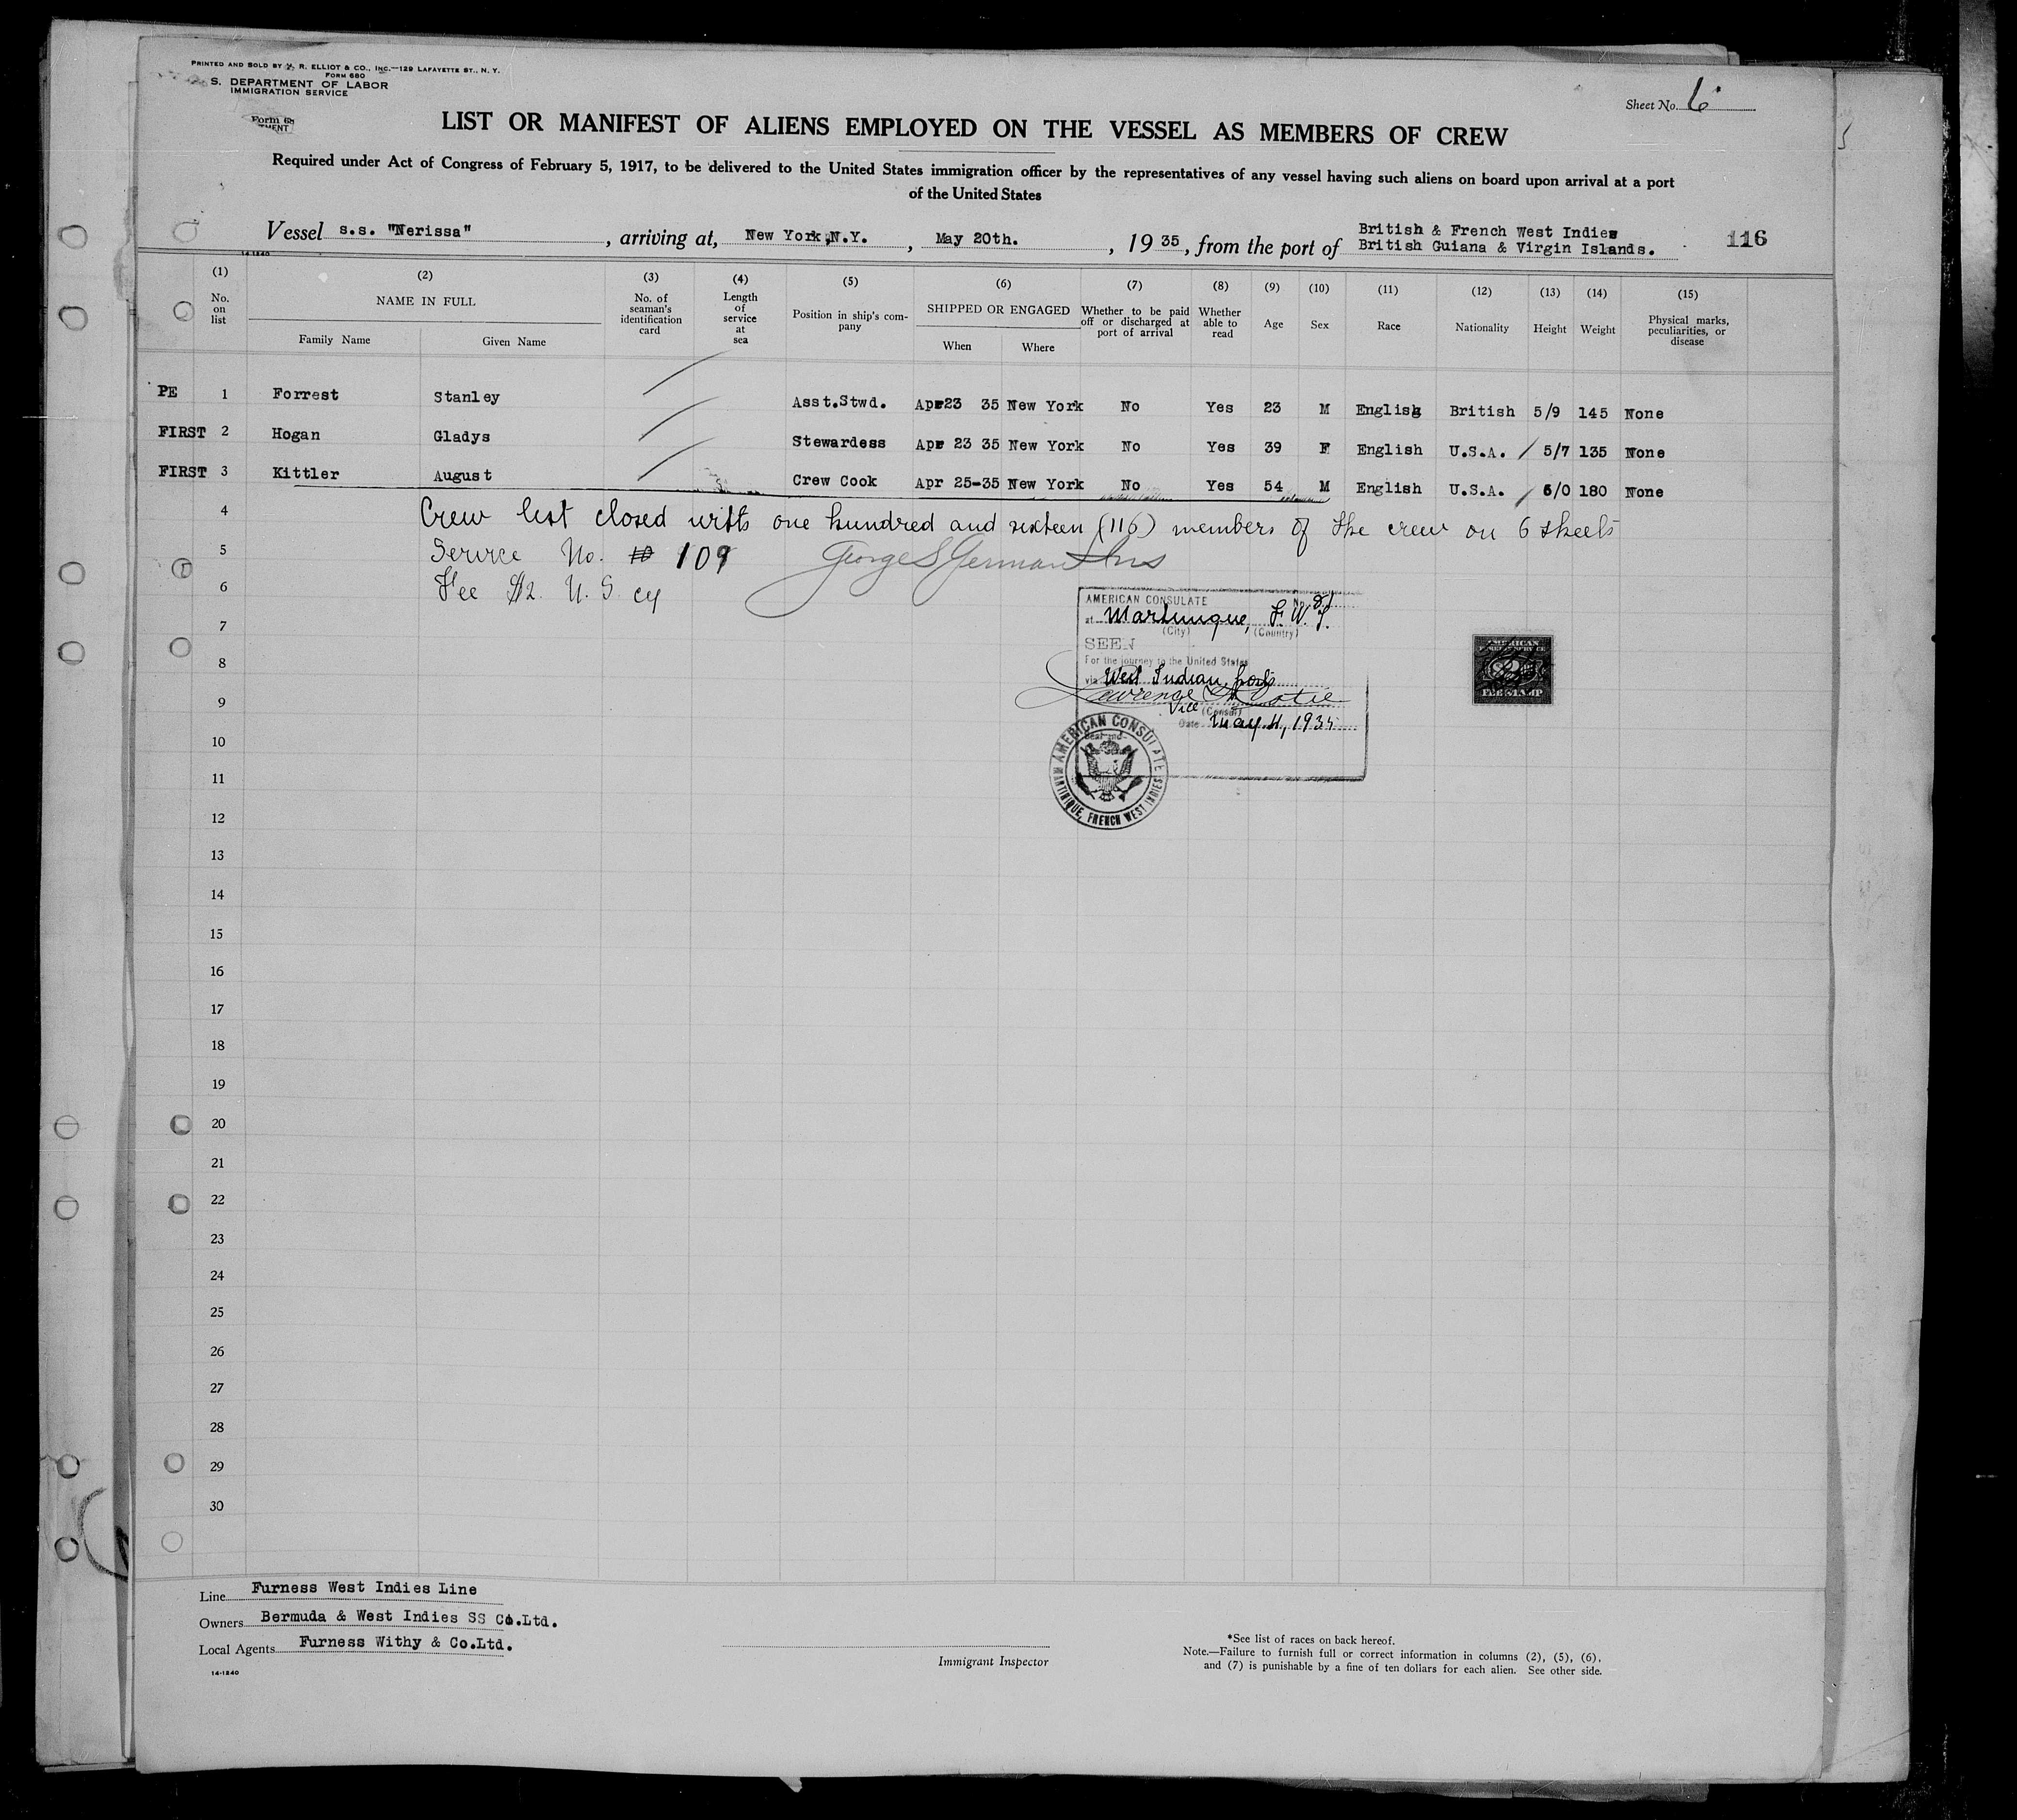 PRINTED AND SOLD BY V. R. ELLIOT & CO., INC.—129 LAFAYETTE ST., N. Y.
FORM 680
S. DEPARTMENT OF LABOR
IMMIGRATION SERVICE
Form 68
Sheet No. 6
LIST OR MANIFEST OF ALIENS EMPLOYED ON THE VESSEL AS MEMBERS OF CREW
Required under Act of Congress of February 5, 1917, to be delivered to the United States immigration officer by the representatives of any vessel having such aliens on board upon arrival at a port
of the United States
Vessel s.s. "Nerissa", arriving at, New York, N.Y., May 20th., 1935, from the port of British & French West Indies
British Guiana & Virgin Islands.
116
14-1240
(1) (2) (3) (4) (5) (6) (7) (8) (9) (10) (11) (12) (13) (14) (15)
No. on list
NAME IN FULL
Family Name Given Name
No. of seaman's identification card
Length of service at sea
Position in ship's company
SHIPPED OR ENGAGED
When Where
Whether to be paid off or discharged at port of arrival
Whether able to read
Age
Sex
Race
Nationality
Height
Weight
Physical marks, peculiarities, or disease
PE 1 Forrest Stanley Asst.Stwd. Apr23 35 New York No Yes 23 M English British 5/9 145 None
FIRST 2 Hogan Gladys Stewardess Apr 23 35 New York No Yes 39 F English U.S.A. 5/7 135 None
FIRST 3 Kittler August Crew Cook Apr 25-35 New York No Yes 54 M English U.S.A. 6/0 180 None
4 Crew list closed with one hundred and sixteen (116) members of the crew on 6 sheets
5 Service No. 109 George S German
6 Fee $2. U.S. cy
AMERICAN CONSULATE
at Martinique, F.W.I.
(City) (Country)
SEEN
For the journey to the United States
via West Indian ports
Vice (Consul)
Date May 4, 1935
AMERICAN CONSULATE
MARTINIQUE, FRENCH WEST INDIES
AMERICAN
FOREIGN SERVICE
$2
FEE STAMP
7
8
9
10
11
12
13
14
15
16
17
18
19
20
21
22
23
24
25
26
27
28
29
30
Line Furness West Indies Line
Owners Bermuda & West Indies SS Co.Ltd.
Local Agents Furness Withy & Co.Ltd.
14-1240
Immigrant Inspector
*See list of races on back hereof.
Note.—Failure to furnish full or correct information in columns (2), (5), (6),
and (7) is punishable by a fine of ten dollars for each alien. See other side.